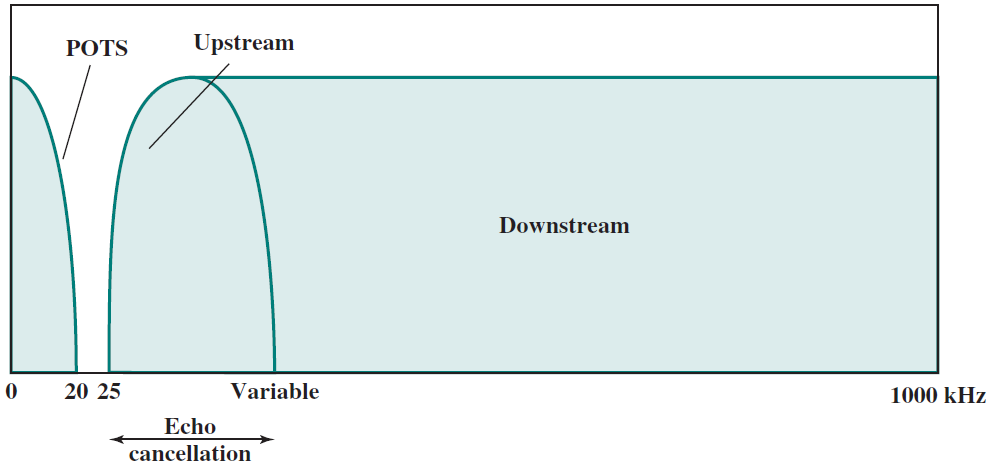 POTS
Upstream
Downstream
0
20
25
Variable
1000 kHz
Echo
cancellation